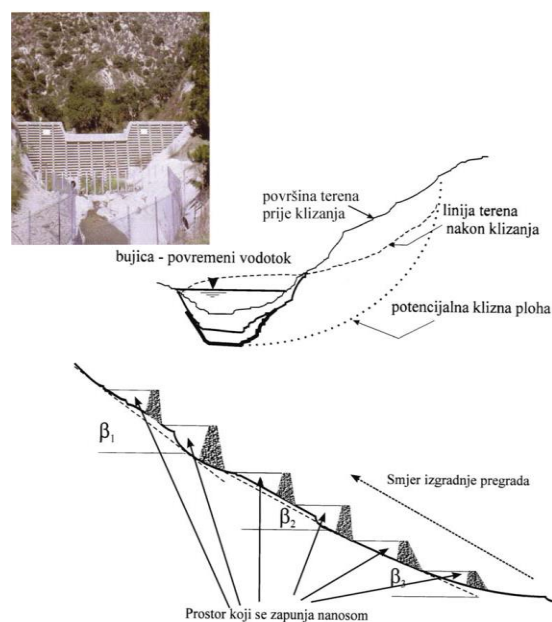 površina terena
prije klizanja
linija terena
nakon klizanja
bujica - povremeni vodotok
potencijalna klizna ploha
β₁
Smjer izgradnje pregrada
β₂
β₃
Prostor koji se zapunja nanosom